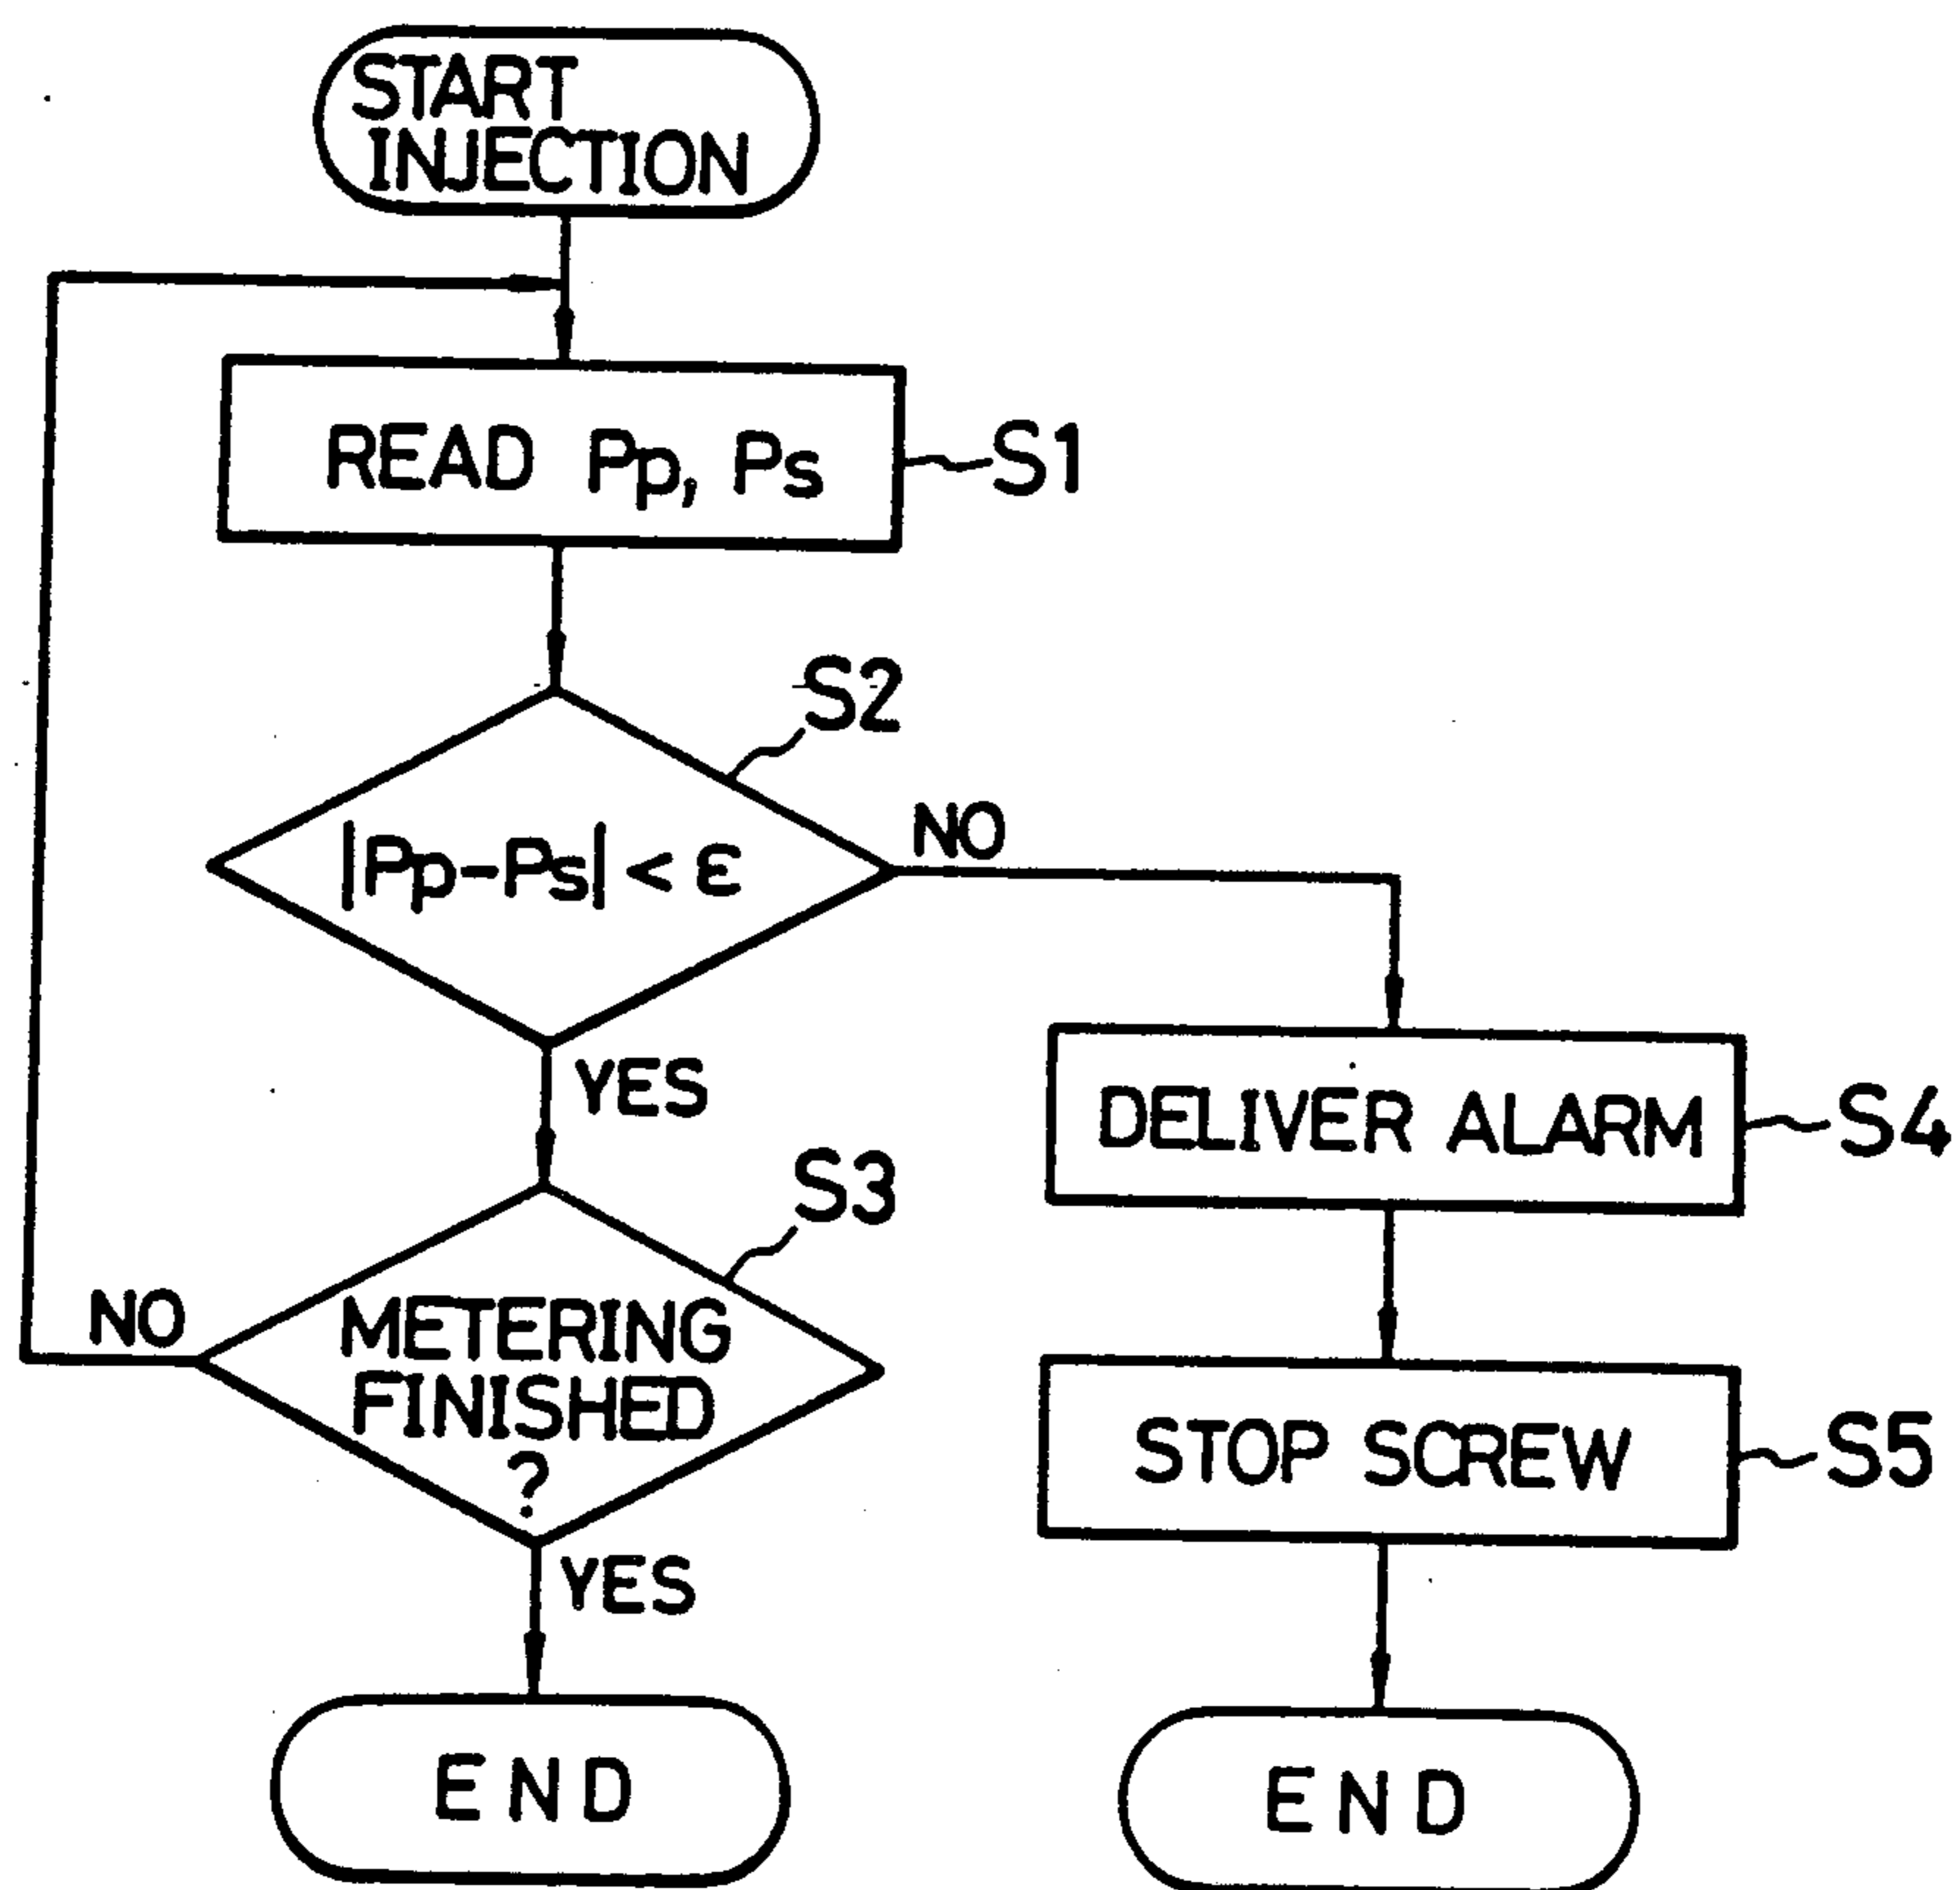 START
INJECTION
READ Pp, Ps
S1
S2
|Pp-Ps| < ε
NO
YES
S3
METERING
FINISHED
?
NO
YES
END
DELIVER ALARM
S4
STOP SCREW
S5
END